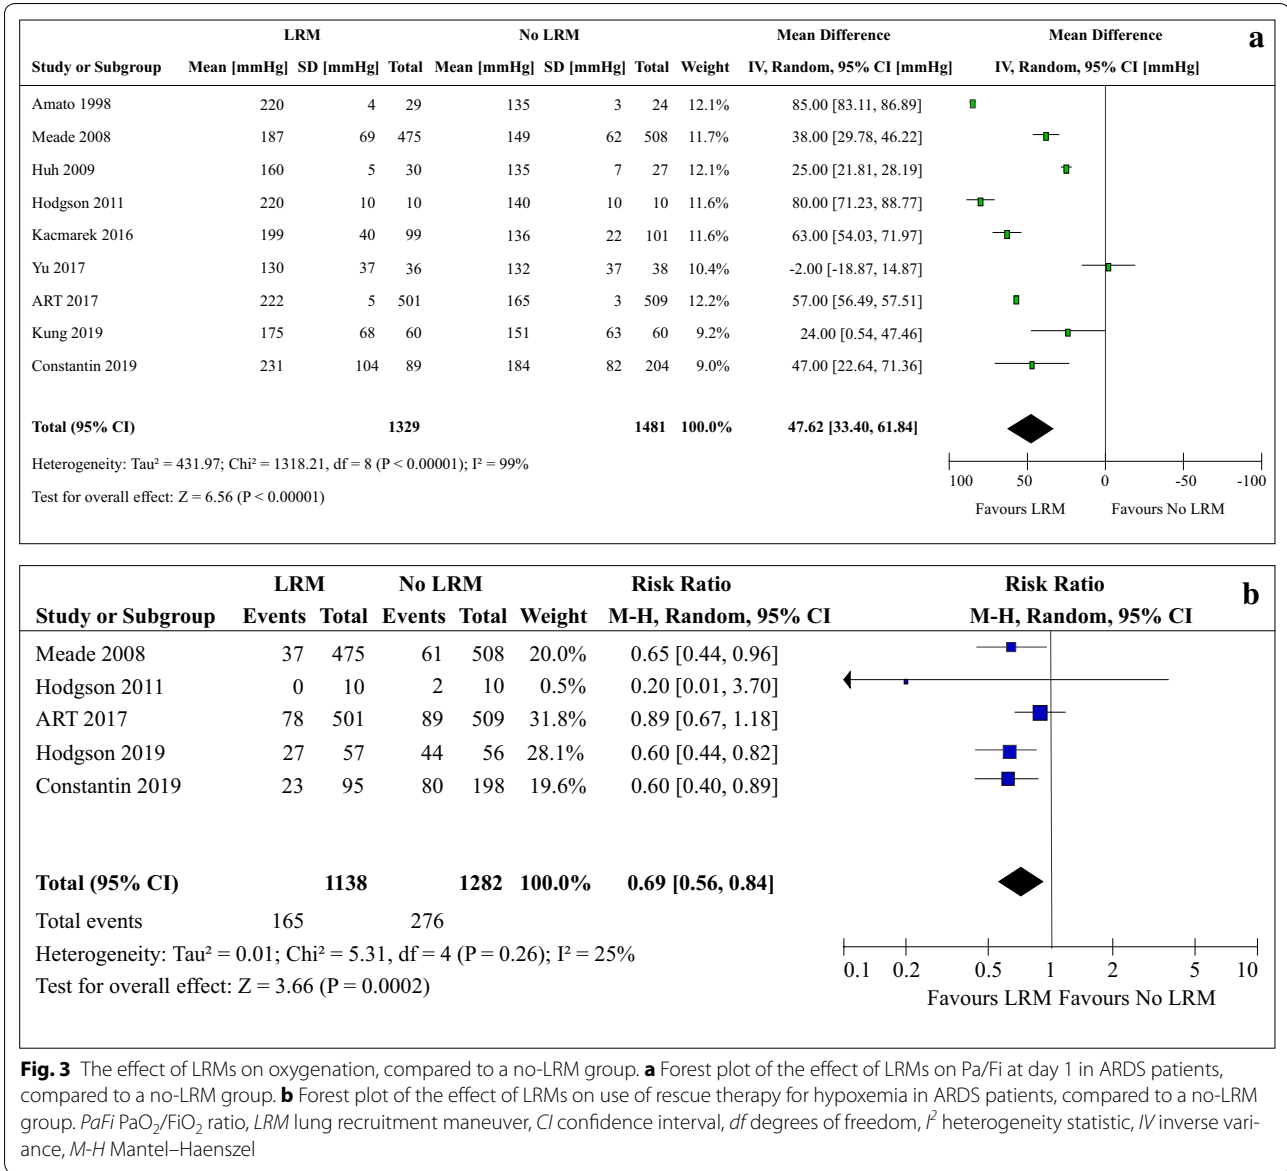 LRM No LRM Mean Difference Mean Difference a
Study or Subgroup Mean [mmHg] SD [mmHg] Total Mean [mmHg] SD [mmHg] Total Weight IV, Random, 95% CI [mmHg] IV, Random, 95% CI [mmHg]
Amato 1998 220 4 29 135 3 24 12.1% 85.00 [83.11, 86.89]
Meade 2008 187 69 475 149 62 508 11.7% 38.00 [29.78, 46.22]
Huh 2009 160 5 30 135 7 27 12.1% 25.00 [21.81, 28.19]
Hodgson 2011 220 10 10 140 10 10 11.6% 80.00 [71.23, 88.77]
Kacmarek 2016 199 40 99 136 22 101 11.6% 63.00 [54.03, 71.97]
Yu 2017 130 37 36 132 37 38 10.4% -2.00 [-18.87, 14.87]
ART 2017 222 5 501 165 3 509 12.2% 57.00 [56.49, 57.51]
Kung 2019 175 68 60 151 63 60 9.2% 24.00 [0.54, 47.46]
Constantin 2019 231 104 89 184 82 204 9.0% 47.00 [22.64, 71.36]
Total (95% CI) 1329 1481 100.0% 47.62 [33.40, 61.84]
Heterogeneity: Tau² = 431.97; Chi² = 1318.21, df = 8 (P < 0.00001); I² = 99%
Test for overall effect: Z = 6.56 (P < 0.00001)
100 50 0 -50 -100
Favours LRM Favours No LRM
LRM No LRM Risk Ratio Risk Ratio b
Study or Subgroup Events Total Events Total Weight M-H, Random, 95% CI M-H, Random, 95% CI
Meade 2008 37 475 61 508 20.0% 0.65 [0.44, 0.96]
Hodgson 2011 0 10 2 10 0.5% 0.20 [0.01, 3.70]
ART 2017 78 501 89 509 31.8% 0.89 [0.67, 1.18]
Hodgson 2019 27 57 44 56 28.1% 0.60 [0.44, 0.82]
Constantin 2019 23 95 80 198 19.6% 0.60 [0.40, 0.89]
Total (95% CI) 1138 1282 100.0% 0.69 [0.56, 0.84]
Total events 165 276
Heterogeneity: Tau² = 0.01; Chi² = 5.31, df = 4 (P = 0.26); I² = 25%
Test for overall effect: Z = 3.66 (P = 0.0002)
0.1 0.2 0.5 1 2 5 10
Favours LRM Favours No LRM
Fig. 3 The effect of LRMs on oxygenation, compared to a no-LRM group. a Forest plot of the effect of LRMs on Pa/Fi at day 1 in ARDS patients,
compared to a no-LRM group. b Forest plot of the effect of LRMs on use of rescue therapy for hypoxemia in ARDS patients, compared to a no-LRM
group. PaFi PaO₂/FiO₂ ratio, LRM lung recruitment maneuver, CI confidence interval, df degrees of freedom, I² heterogeneity statistic, IV inverse vari-
ance, M-H Mantel–Haenszel